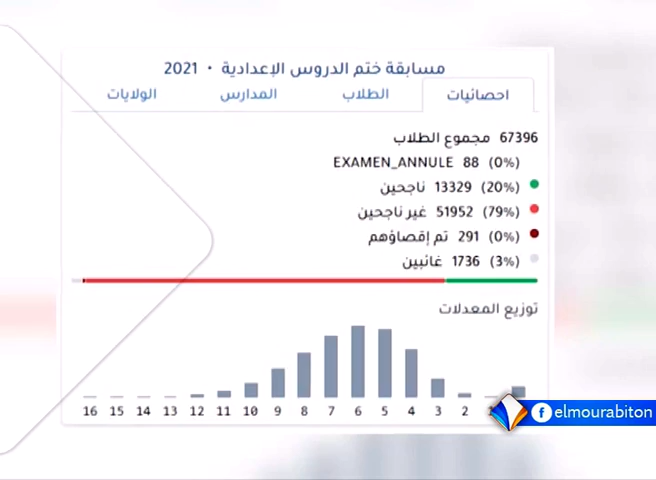 مسابقة ختم الدروس الإعدادية • 2021
احصائيات الطلاب المدارس الولايات
67396 مجموع الطلاب
EXAMEN_ANNULE 88 (0%)
13329 ناجحين (20%)
51952 غير ناجحين (79%)
291 تم إقصاؤهم (0%)
1736 غائبين (3%)
توزيع المعدلات
16 15 14 13 12 11 10 9 8 7 6 5 4 3 2
elmourabiton